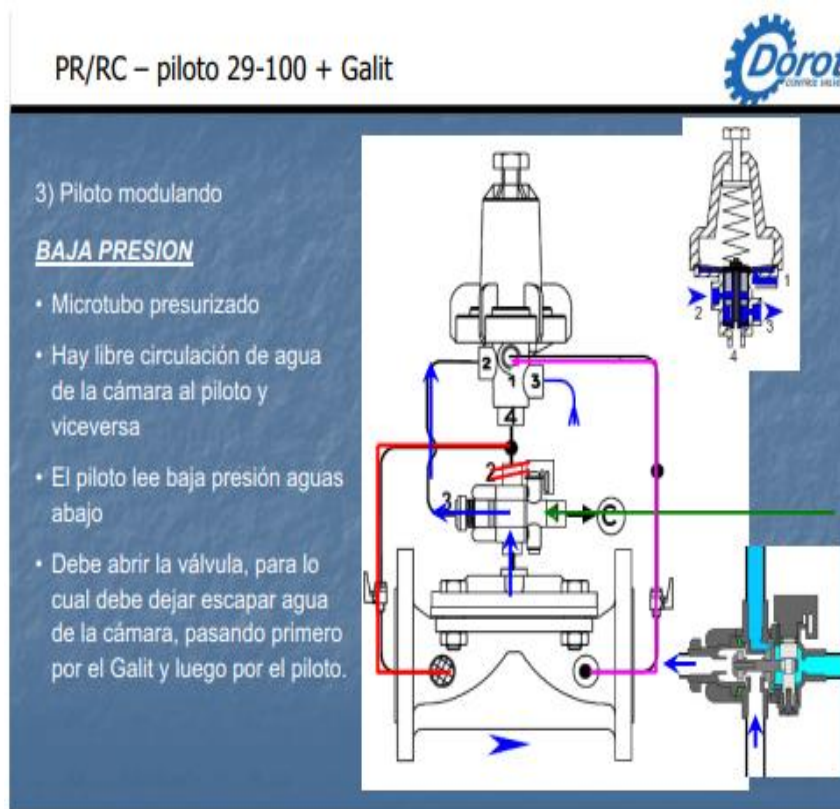 PR/RC – piloto 29-100 + Galit
Dorot
CONTROL VALVE
3) Piloto modulando
BAJA PRESION
• Microtubo presurizado
• Hay libre circulación de agua
de la cámara al piloto y
viceversa
• El piloto lee baja presión aguas
abajo
• Debe abrir la válvula, para lo
cual debe dejar escapar agua
de la cámara, pasando primero
por el Galit y luego por el piloto.
1
2
3
4
2
1
3
4
2
3
C